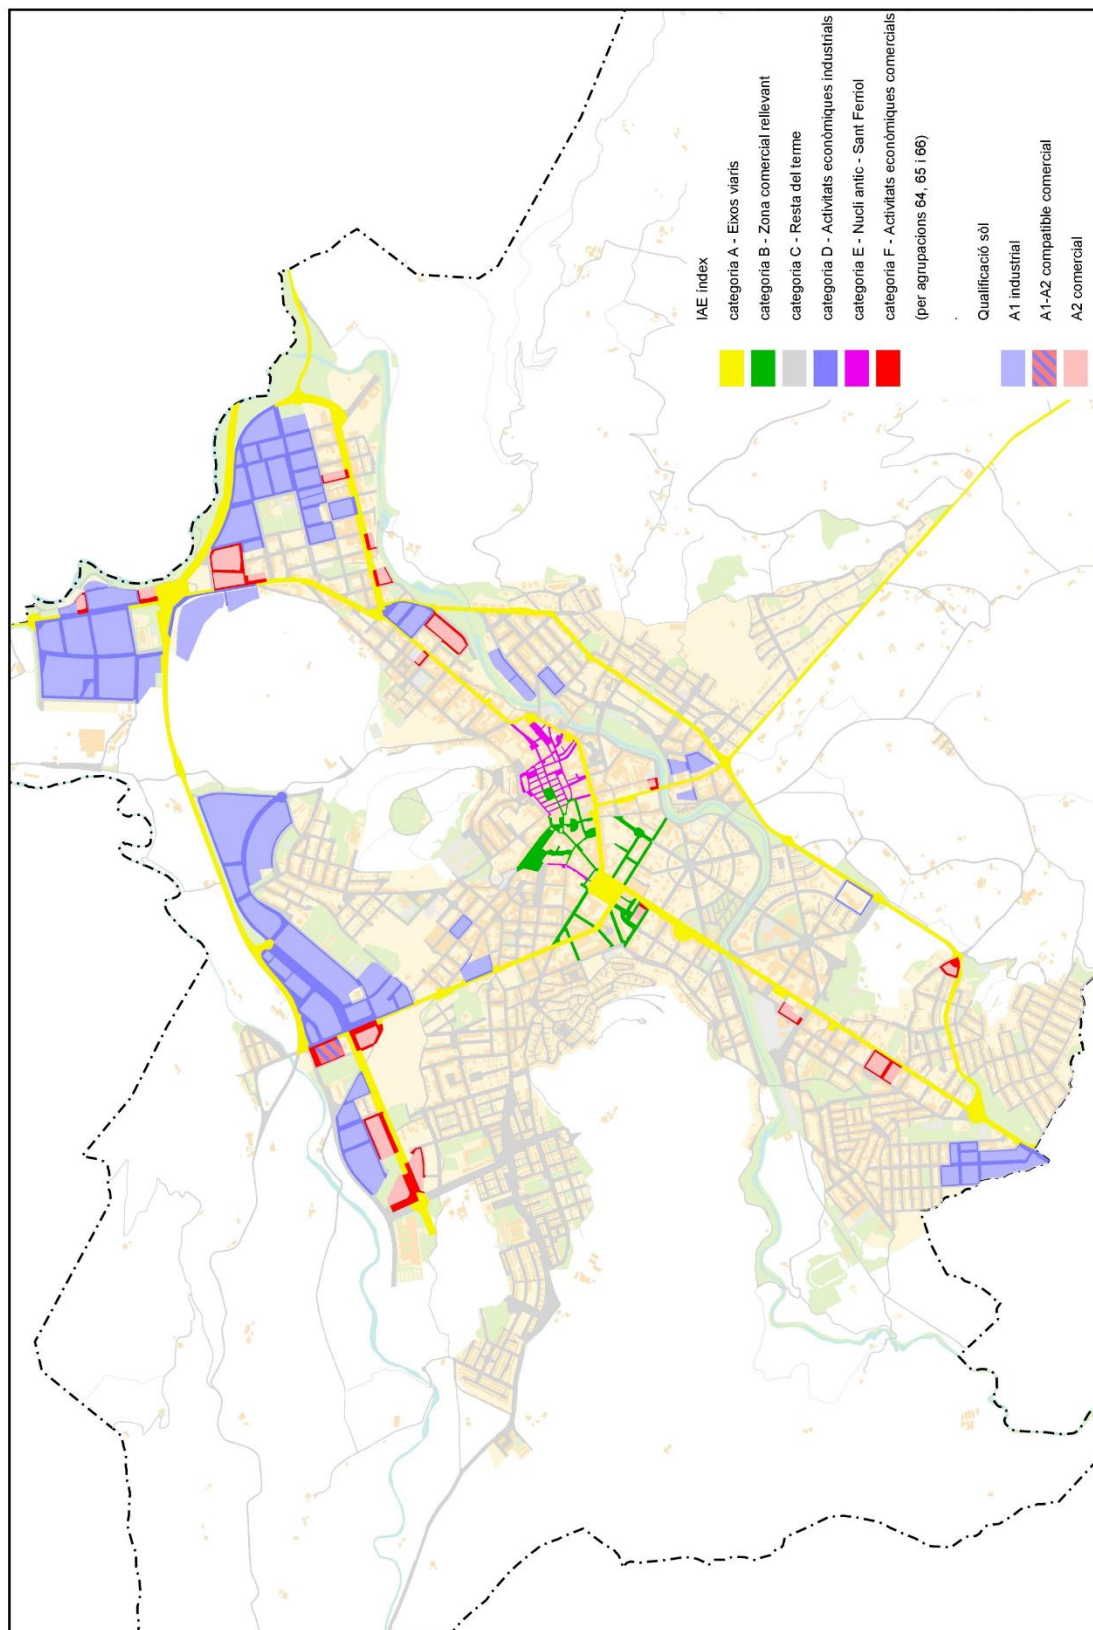 IAE índex
categoria A - Eixos viaris
categoria B - Zona comercial rellevant
categoria C - Resta del terme
categoria D - Activitats econòmiques industrials
categoria E - Nucli antic - Sant Ferriol
categoria F - Activitats econòmiques comercials
(per agrupacions 64, 65 i 66)
.
Qualificació sòl
A1 industrial
A1-A2 compatible comercial
A2 comercial